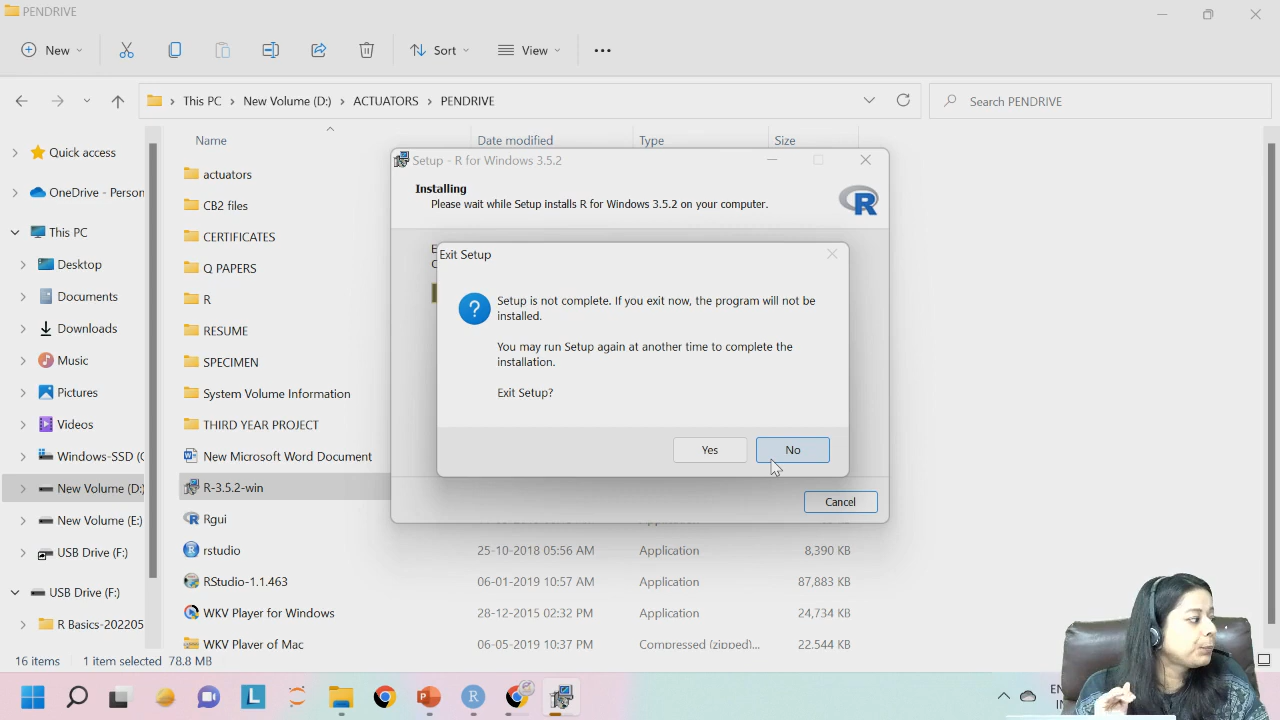 PENDRIVE
New
Sort
View
This PC
New Volume (D:)
ACTUATORS
PENDRIVE
Search PENDRIVE
Quick access
OneDrive - Person
This PC
Desktop
Documents
Downloads
Music
Pictures
Videos
Windows-SSD (
New Volume (D:
New Volume (E:)
USB Drive (F:)
USB Drive (F:)
R Basics-202205
Name
Date modified
Type
Size
actuators
CB2 files
CERTIFICATES
Q PAPERS
R
RESUME
SPECIMEN
System Volume Information
THIRD YEAR PROJECT
New Microsoft Word Document
R-3.5.2-win
Rgui
rstudio 25-10-2018 05:56 AM Application 8,390 KB
RStudio-1.1.463 06-01-2019 10:57 AM Application 87,883 KB
WKV Player for Windows 28-12-2015 02:32 PM Application 24,734 KB
WKV Player of Mac 06-05-2019 10:37 PM Compressed (zipped)... 22,544 KB
Setup - R for Windows 3.5.2
Installing
Please wait while Setup installs R for Windows 3.5.2 on your computer.
R
Exit Setup
Setup is not complete. If you exit now, the program will not be
installed.
You may run Setup again at another time to complete the
installation.
Exit Setup?
Yes
No
Cancel
16 items
1 item selected 78.8 MB